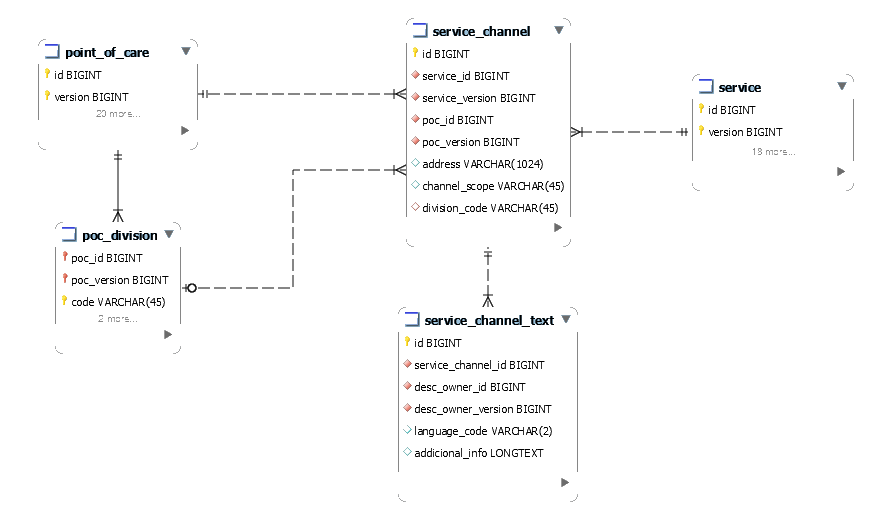 point_of_care
id BIGINT
version BIGINT
20 more...
service_channel
id BIGINT
service_id BIGINT
service_version BIGINT
poc_id BIGINT
poc_version BIGINT
address VARCHAR(1024)
channel_scope VARCHAR(45)
division_code VARCHAR(45)
service
id BIGINT
version BIGINT
18 more...
poc_division
poc_id BIGINT
poc_version BIGINT
code VARCHAR(45)
2 more...
service_channel_text
id BIGINT
service_channel_id BIGINT
desc_owner_id BIGINT
desc_owner_version BIGINT
language_code VARCHAR(2)
addicional_info LONGTEXT